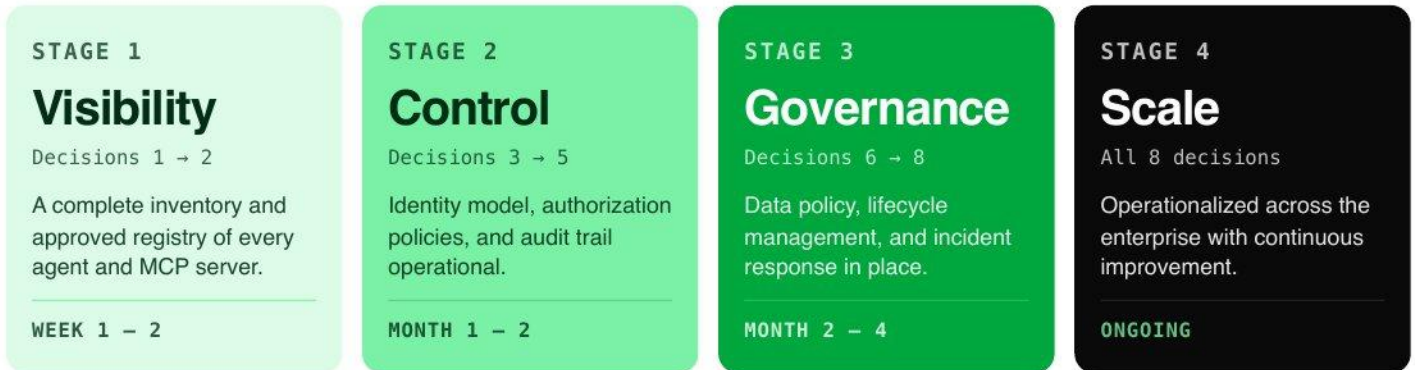 STAGE 1
Visibility
Decisions 1 → 2
A complete inventory and
approved registry of every
agent and MCP server.
WEEK 1 – 2
STAGE 2
Control
Decisions 3 → 5
Identity model, authorization
policies, and audit trail
operational.
MONTH 1 – 2
STAGE 3
Governance
Decisions 6 → 8
Data policy, lifecycle
management, and incident
response in place.
MONTH 2 – 4
STAGE 4
Scale
All 8 decisions
Operationalized across the
enterprise with continuous
improvement.
ONGOING